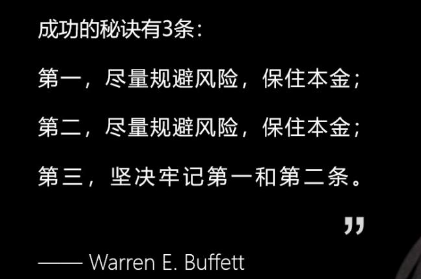 成功的秘诀有3条：
第一，尽量规避风险，保住本金；
第二，尽量规避风险，保住本金；
第三，坚决牢记第一和第二条。
”
—— Warren E. Buffett